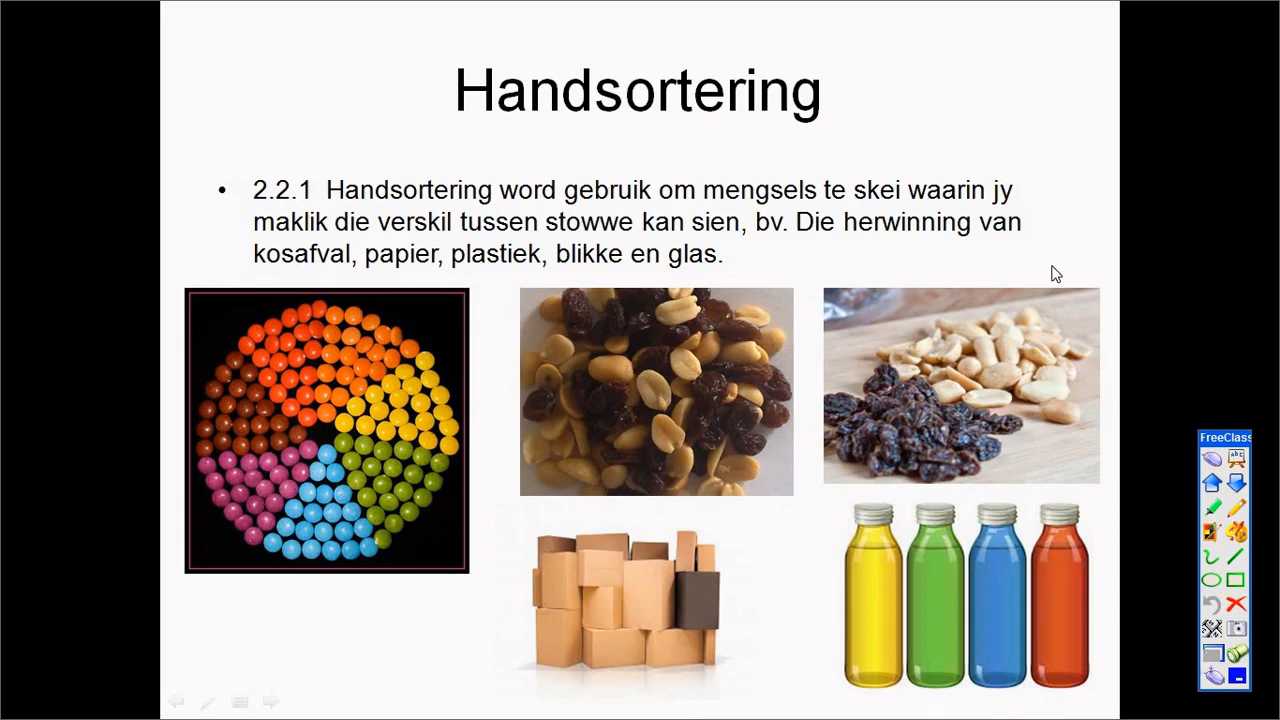 Handsortering
• 2.2.1 Handsortering word gebruik om mengsels te skei waarin jy
maklik die verskil tussen stowwe kan sien, bv. Die herwinning van
kosafval, papier, plastiek, blikke en glas.
FreeClass